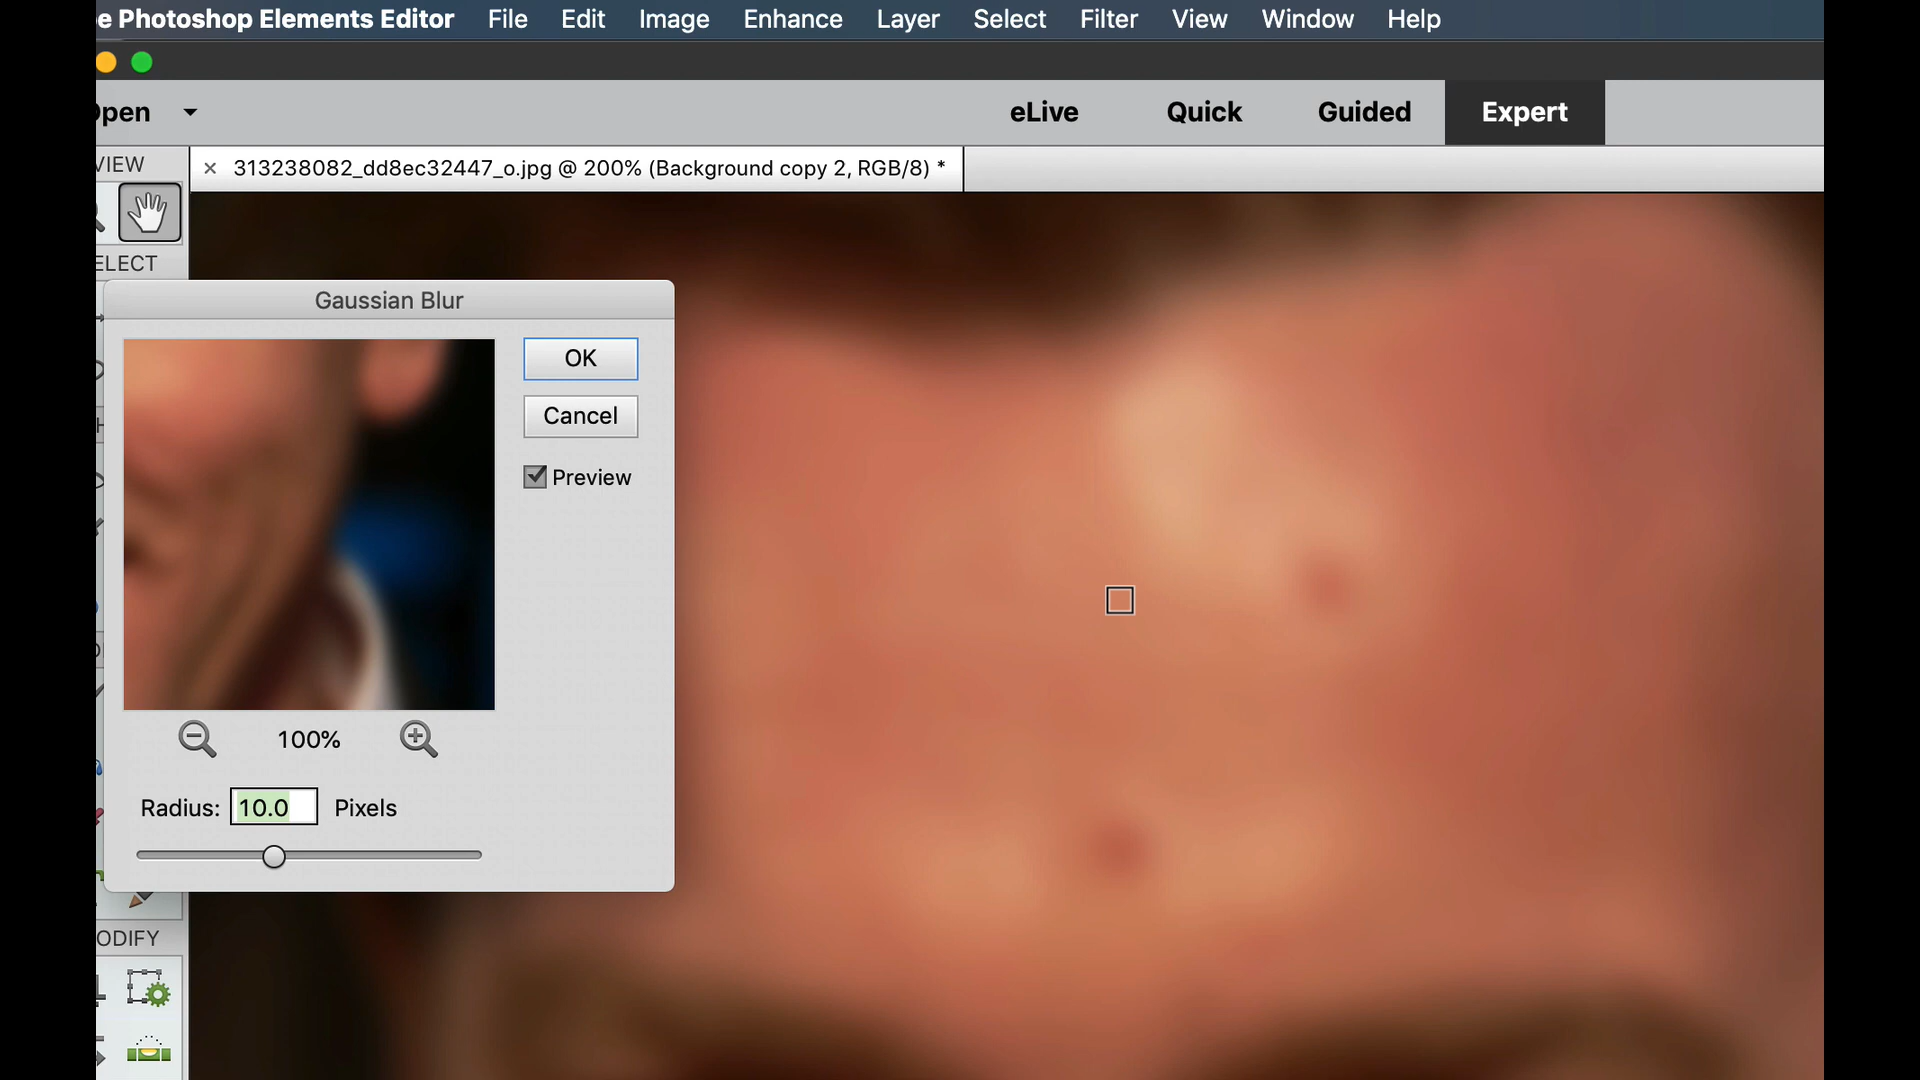 e Photoshop Elements Editor File Edit Image Enhance Layer Select Filter View Window Help
Open eLive Quick Guided Expert
VIEW
× 313238082_dd8ec32447_o.jpg @ 200% (Background copy 2, RGB/8) *
ELECT
Gaussian Blur
OK
Cancel
Preview
100%
Radius: 10.0 Pixels
ODIFY